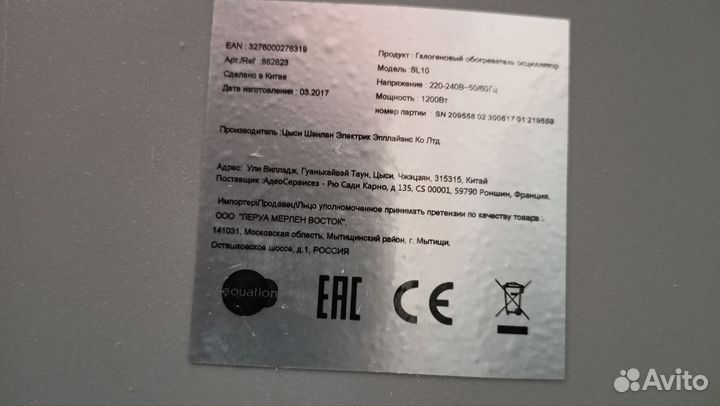 EAN : 3276000276319
Арт./Ref :862823
Сделано в Китае
Дата изготовления : 03.2017
Продукт : Галогеновый обогреватель осциллятор
Модель :SL10
Напряжение : 220-240В~50/60Гц
Мощность : 1200Вт
номер партии : SN 209558 02 300617 01 219559
Производитель :Цыси Шэнлан Электрик Эпплайэнс Ко Лтд.
Адрес: Ули Вилладж, Гуаньхайвэй Таун, Цыси, Чжэцзян, 315315, Китай
Поставщик :АдеоСервисез - Рю Сади Карно, д 135, CS 00001, 59790 Роншин, Франция.
Импортер\Продавец\Лицо уполномоченное принимать претензии по качеству товара :
ООО "ЛЕРУА МЕРЛЕН ВОСТОК",
141031, Московская область, Мытищинский район, г. Мытищи,
Осташковское шоссе, д.1, РОССИЯ
equation
EAC CE
Avito